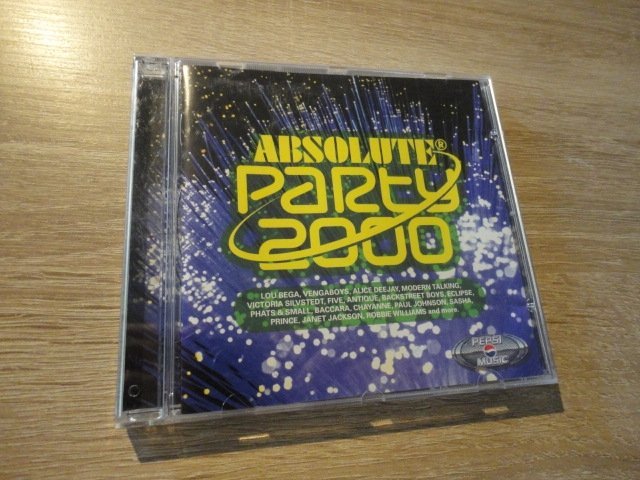 ABSOLUTE®
PARTY
2000
LOU BEGA, VENGABOYS, ALICE DEEJAY, MODERN TALKING,
VICTORIA SILVSTEDT, FIVE, ANTIQUE, BACKSTREET BOYS, ECLIPSE,
PHATS & SMALL, BACCARA, CHAYANNE, PAUL JOHNSON, SASHA,
PRINCE, JANET JACKSON, ROBBIE WILLIAMS and more.
PEPSI
MUSIC